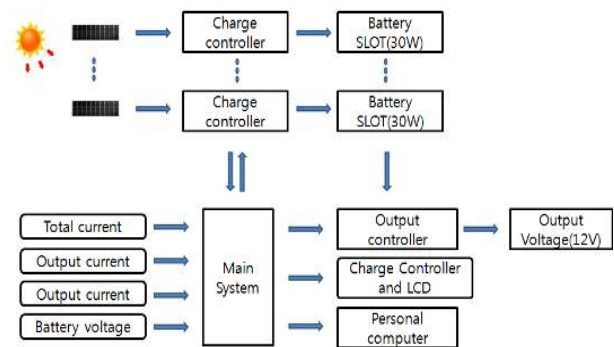 Charge
controller
Battery
SLOT(30W)
Charge
controller
Battery
SLOT(30W)
Total current
Output current
Output current
Battery voltage
Main
System
Output
controller
Output
Voltage(12V)
Charge Controller
and LCD
Personal
computer